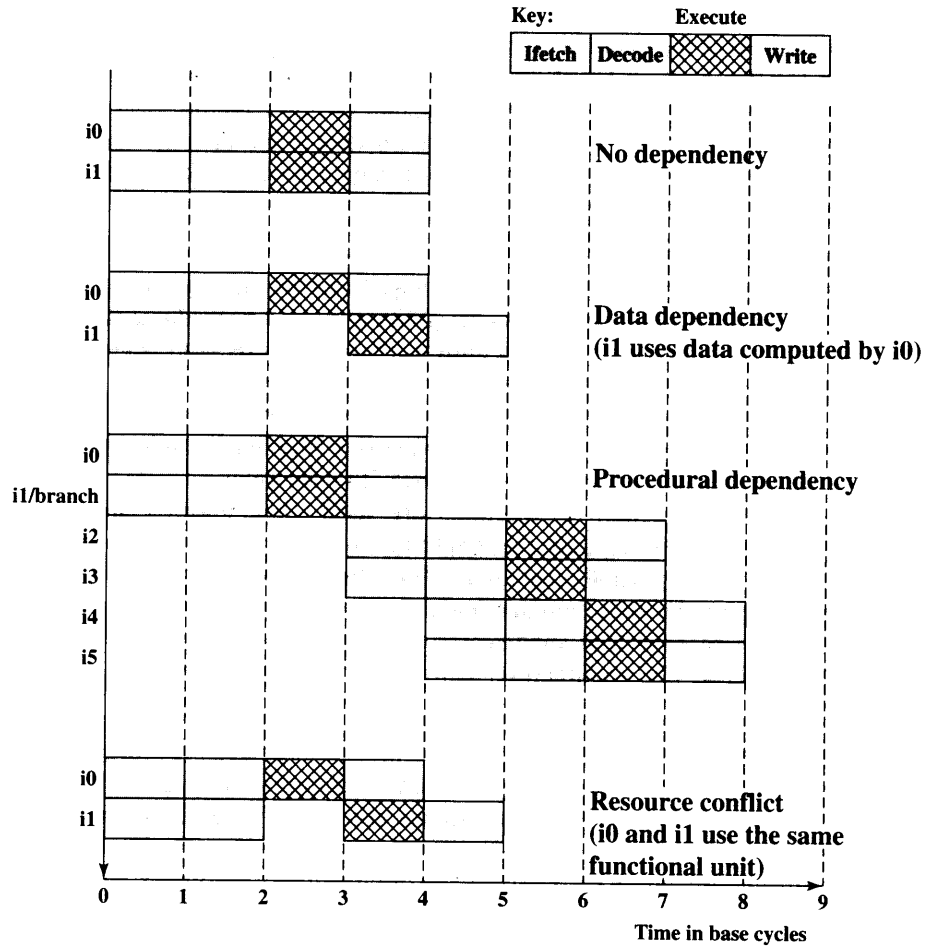 Key:
Execute
Ifetch
Decode
Write
i0
i1
No dependency
i0
i1
Data dependency
(i1 uses data computed by i0)
i0
i1/branch
Procedural dependency
i2
i3
i4
i5
i0
i1
Resource conflict
(i0 and i1 use the same
functional unit)
0 1 2 3 4 5 6 7 8 9
Time in base cycles